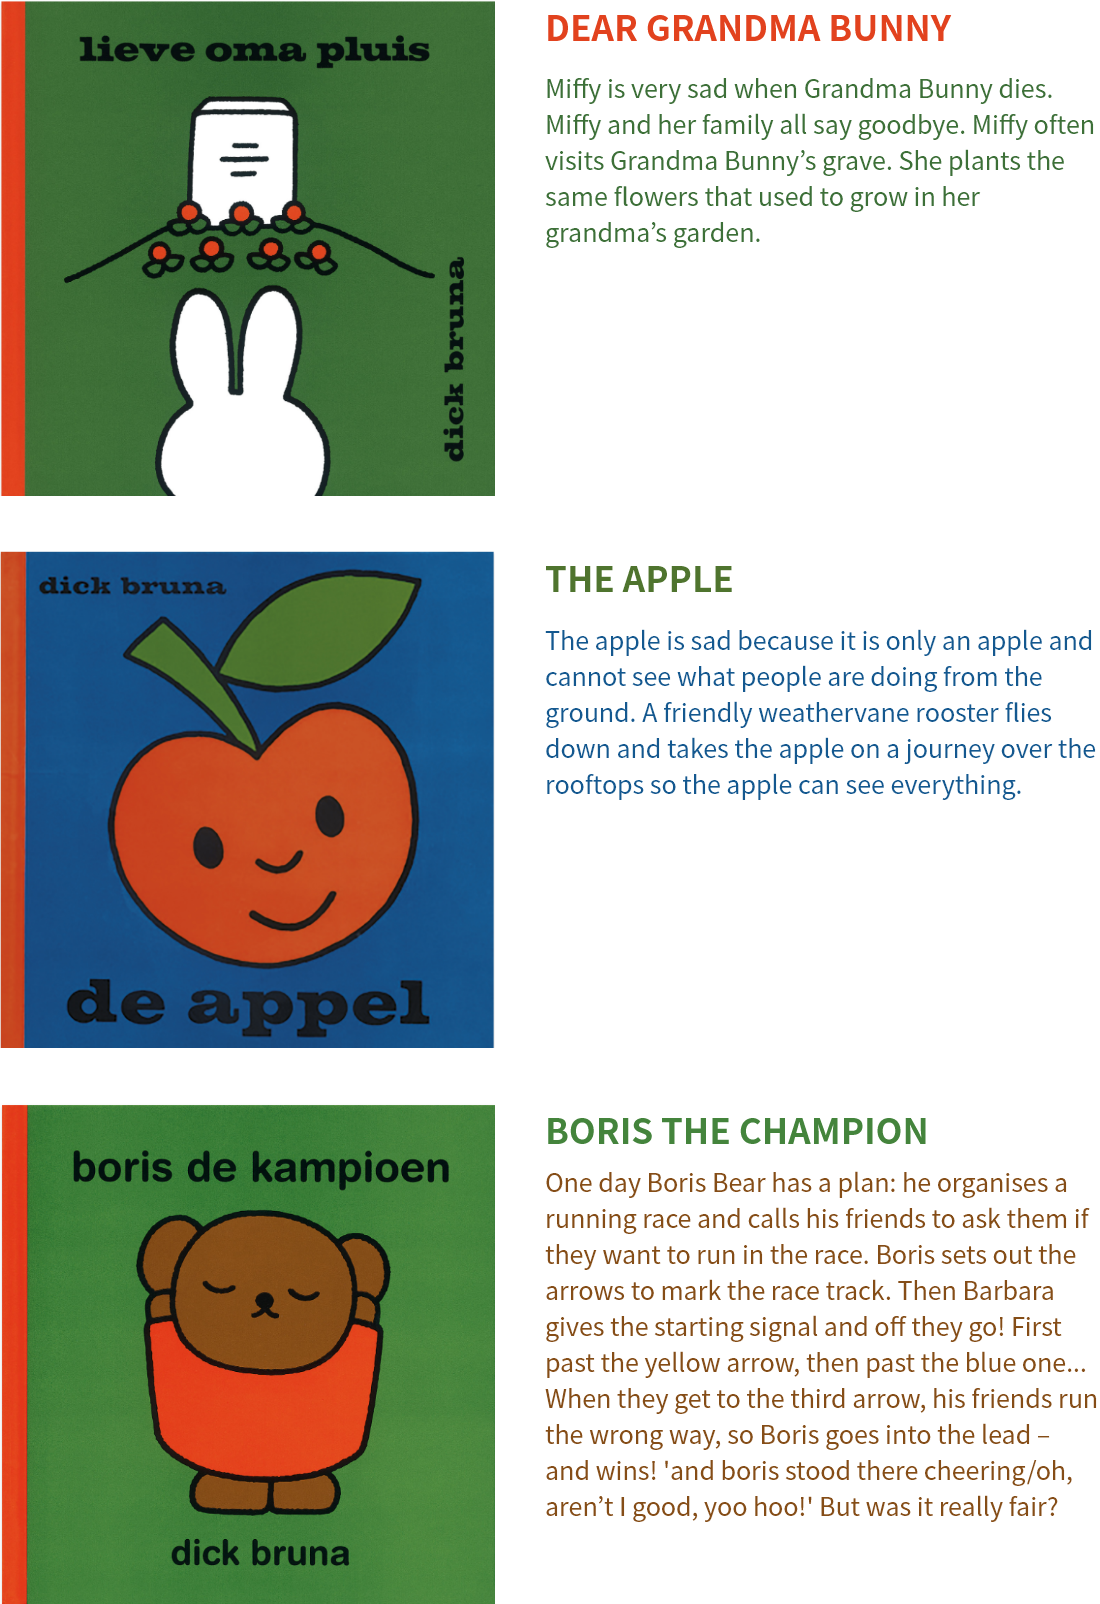 lieve oma pluis
dick bruna
DEAR GRANDMA BUNNY
Miffy is very sad when Grandma Bunny dies.
Miffy and her family all say goodbye. Miffy often
visits Grandma Bunny’s grave. She plants the
same flowers that used to grow in her
grandma’s garden.
dick bruna
de appel
THE APPLE
The apple is sad because it is only an apple and
cannot see what people are doing from the
ground. A friendly weathervane rooster flies
down and takes the apple on a journey over the
rooftops so the apple can see everything.
boris de kampioen
dick bruna
BORIS THE CHAMPION
One day Boris Bear has a plan: he organises a
running race and calls his friends to ask them if
they want to run in the race. Boris sets out the
arrows to mark the race track. Then Barbara
gives the starting signal and off they go! First
past the yellow arrow, then past the blue one...
When they get to the third arrow, his friends run
the wrong way, so Boris goes into the lead –
and wins! 'and boris stood there cheering/oh,
aren’t I good, yoo hoo!' But was it really fair?